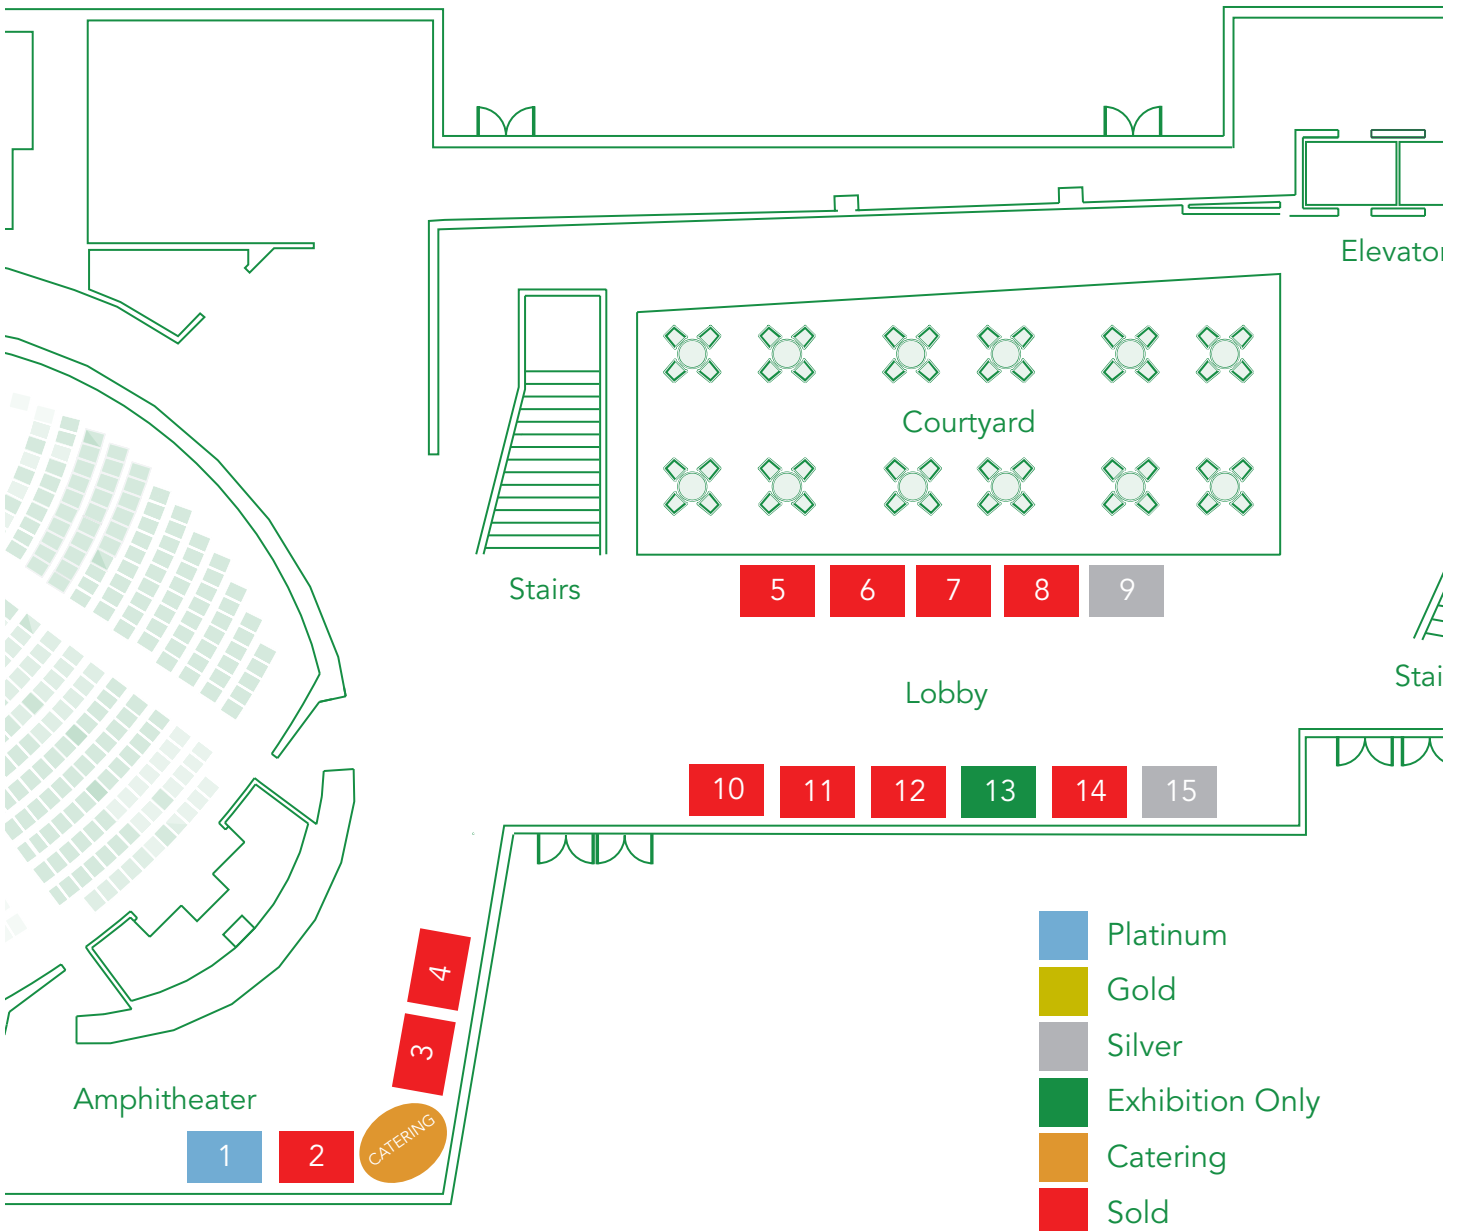 Elevator
Courtyard
Stairs
5 6 7 8 9
Stai
Lobby
10 11 12 13 14 15
4
3
Amphitheater
CATERING
1 2
Platinum
Gold
Silver
Exhibition Only
Catering
Sold